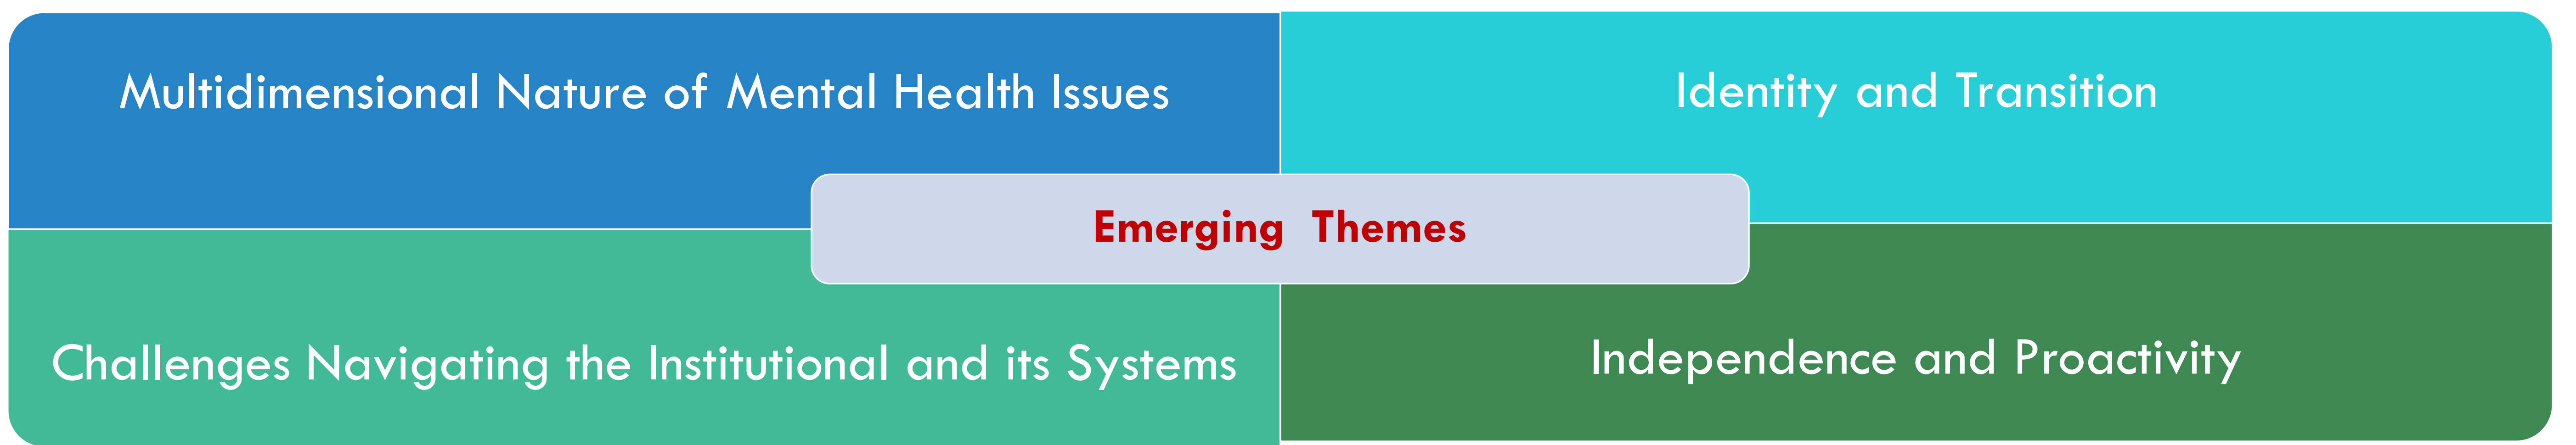 Multidimensional Nature of Mental Health Issues
Identity and Transition
Emerging Themes
Challenges Navigating the Institutional and its Systems
Independence and Proactivity